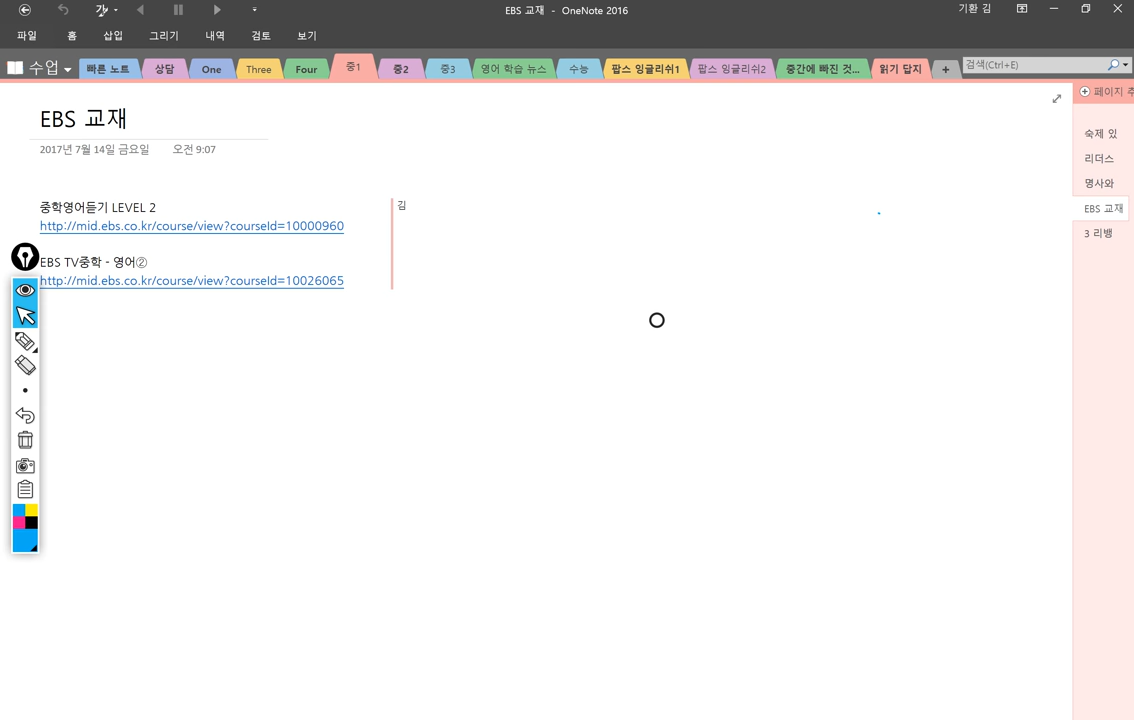 EBS 교재 - OneNote 2016
기환 김
파일 홈 삽입 그리기 내역 검토 보기
수업 빠른 노트 상담 One Three Four 중1 중2 중3 영어 학습 뉴스 수능 팝스 잉글리쉬1 팝스 잉글리쉬2 중간에 빠진 것... 읽기 답지 + 검색(Ctrl+E)
페이지 추
EBS 교재
2017년 7월 14일 금요일 오전 9:07
숙제 있
리더스
명사와
EBS 교재
3 리뱅
중학영어듣기 LEVEL 2
http://mid.ebs.co.kr/course/view?courseId=10000960
김
EBS TV중학 - 영어②
http://mid.ebs.co.kr/course/view?courseId=10026065